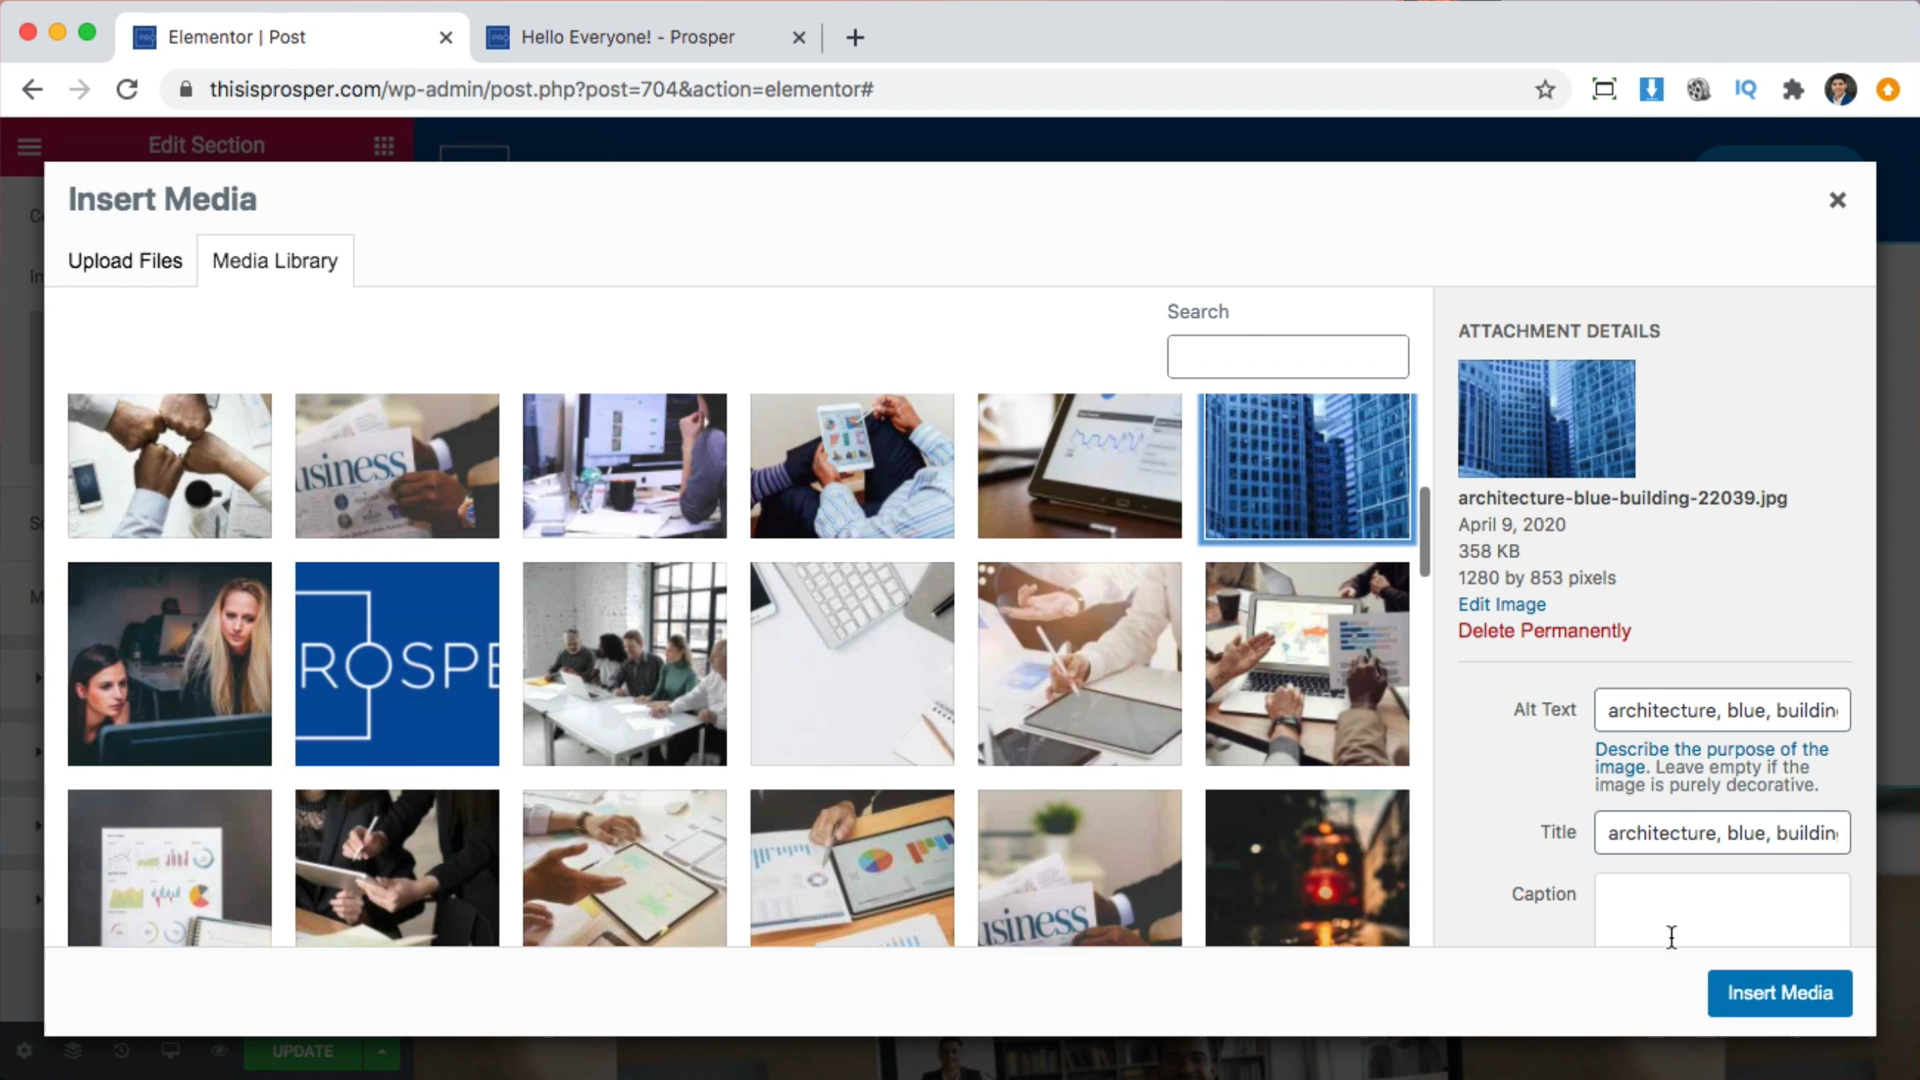 Elementor | Post
Hello Everyone! - Prosper
thisisprosper.com/wp-admin/post.php?post=704&action=elementor#
IQ
Edit Section
Insert Media
Upload Files
Media Library
Search
ATTACHMENT DETAILS
architecture-blue-building-22039.jpg
April 9, 2020
358 KB
1280 by 853 pixels
Edit Image
Delete Permanently
usiness
ROSPE
Alt Text
architecture, blue, buildin
Describe the purpose of the
image. Leave empty if the
image is purely decorative.
Title
architecture, blue, buildin
Caption
usiness
Insert Media
UPDATE